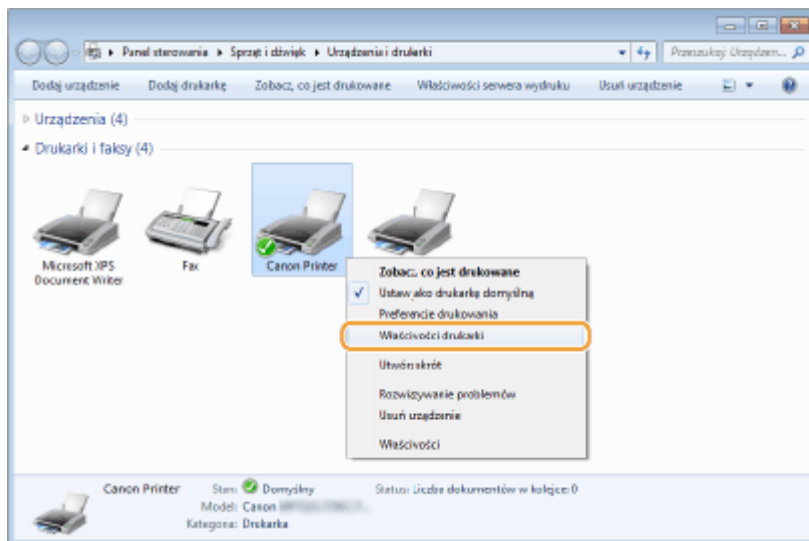 Panel sterowania ▸ Sprzęt i dźwięk ▸ Urządzenia i drukarki
Przeszukaj: Urządzen...
Dodaj urządzenie Dodaj drukarkę Zobacz, co jest drukowane Właściwości serwera wydruku Usuń urządzenie
Urządzenia (4)
Drukarki i faksy (4)
Microsoft XPS Document Writer
Fax
Canon Printer
Zobacz, co jest drukowane
Ustaw jako drukarkę domyślną
Preferencje drukowania
Właściwości drukarki
Utwórz skrót
Rozwiązywanie problemów
Usuń urządzenie
Właściwości
Canon Printer Stan: Domyślny Status: Liczba dokumentów w kolejce: 0
Model: Canon
Kategoria: Drukarka